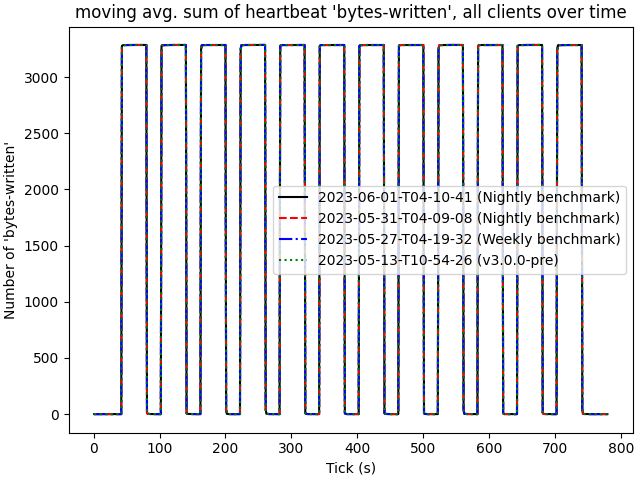 moving avg. sum of heartbeat 'bytes-written', all clients over time
Number of 'bytes-written'
3000
2500
2000
1500
1000
500
0
2023-06-01-T04-10-41 (Nightly benchmark)
2023-05-31-T04-09-08 (Nightly benchmark)
2023-05-27-T04-19-32 (Weekly benchmark)
2023-05-13-T10-54-26 (v3.0.0-pre)
0 100 200 300 400 500 600 700 800
Tick (s)